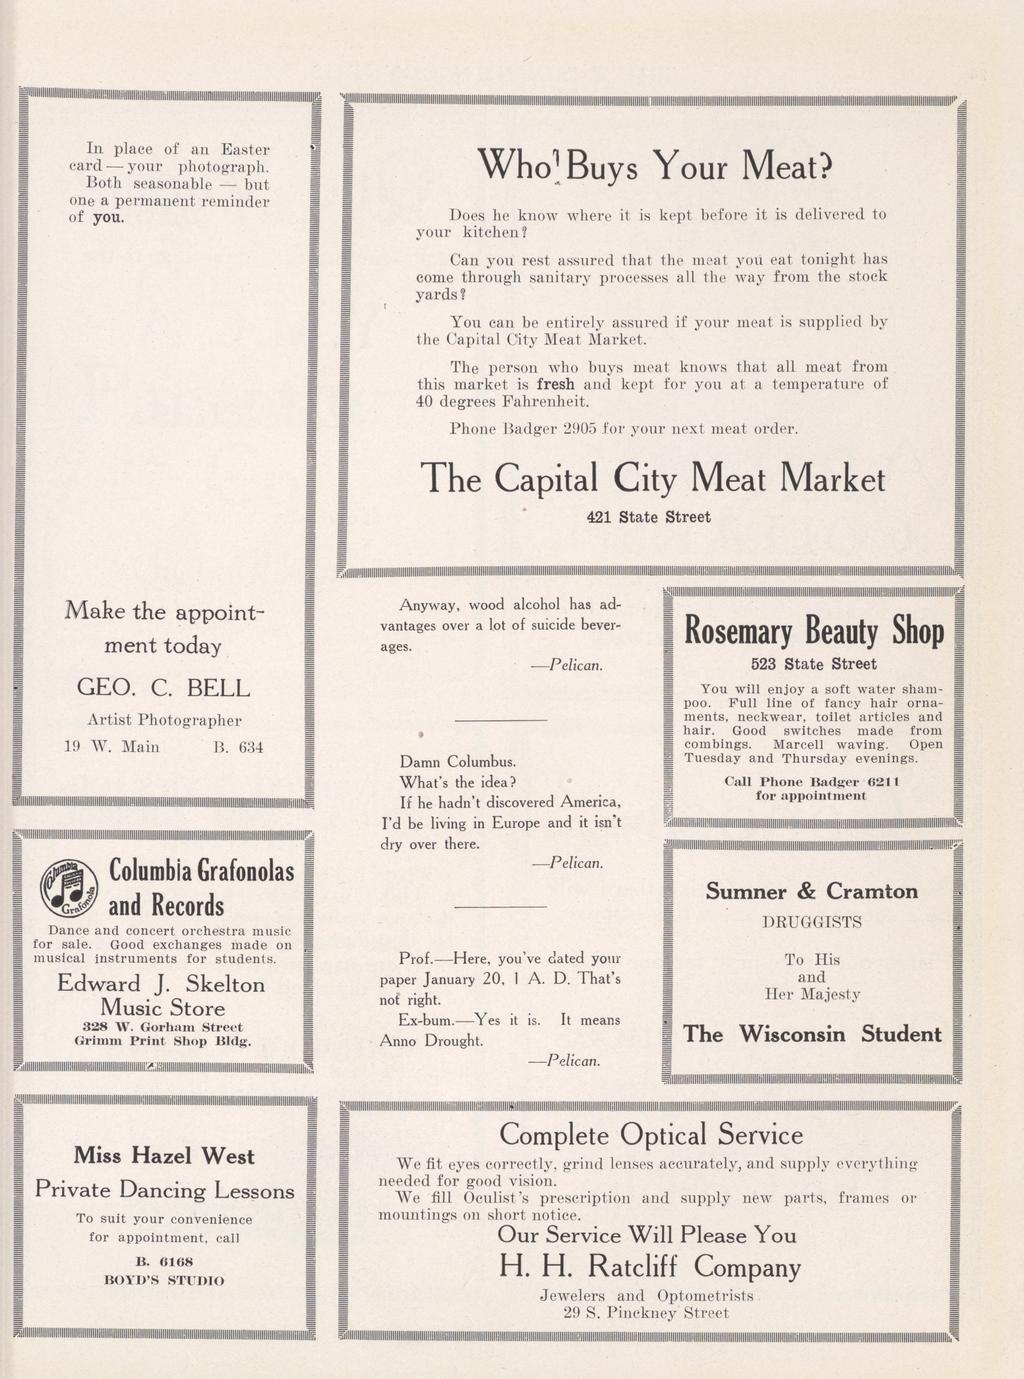 In place of an Easter
card — your photograph.
Both seasonable — but
one a permanent reminder
of you.
Make the appoint-
ment today
GEO. C. BELL
Artist Photographer
19 W. Main B. 634
Columbia
Grafonola
Columbia Grafonolas
and Records
Dance and concert orchestra music
for sale. Good exchanges made on
musical instruments for students.
Edward J. Skelton
Music Store
328 W. Gorham Street
Grimm Print Shop Bldg.
Miss Hazel West
Private Dancing Lessons
To suit your convenience
for appointment, call
B. 6168
BOYD'S STUDIO
Who Buys Your Meat?
Does he know where it is kept before it is delivered to
your kitchen?
Can you rest assured that the meat you eat tonight has
come through sanitary processes all the way from the stock
yards?
You can be entirely assured if your meat is supplied by
the Capital City Meat Market.
The person who buys meat knows that all meat from
this market is fresh and kept for you at a temperature of
40 degrees Fahrenheit.
Phone Badger 2905 for your next meat order.
The Capital City Meat Market
421 State Street
Anyway, wood alcohol has ad-
vantages over a lot of suicide bever-
ages.
—Pelican.
Damn Columbus.
What's the idea?
If he hadn't discovered America,
I'd be living in Europe and it isn't
dry over there.
—Pelican.
Prof.—Here, you've dated your
paper January 20, 1 A. D. That's
not right.
Ex-bum.—Yes it is. It means
Anno Drought.
—Pelican.
Rosemary Beauty Shop
523 State Street
You will enjoy a soft water sham-
poo. Full line of fancy hair orna-
ments, neckwear, toilet articles and
hair. Good switches made from
combings. Marcell waving. Open
Tuesday and Thursday evenings.
Call Phone Badger 6211
for appointment
Sumner & Cramton
DRUGGISTS
To His
and
Her Majesty
The Wisconsin Student
Complete Optical Service
We fit eyes correctly, grind lenses accurately, and supply everything
needed for good vision.
We fill Oculist's prescription and supply new parts, frames or
mountings on short notice.
Our Service Will Please You
H. H. Ratcliff Company
Jewelers and Optometrists
29 S. Pinckney Street